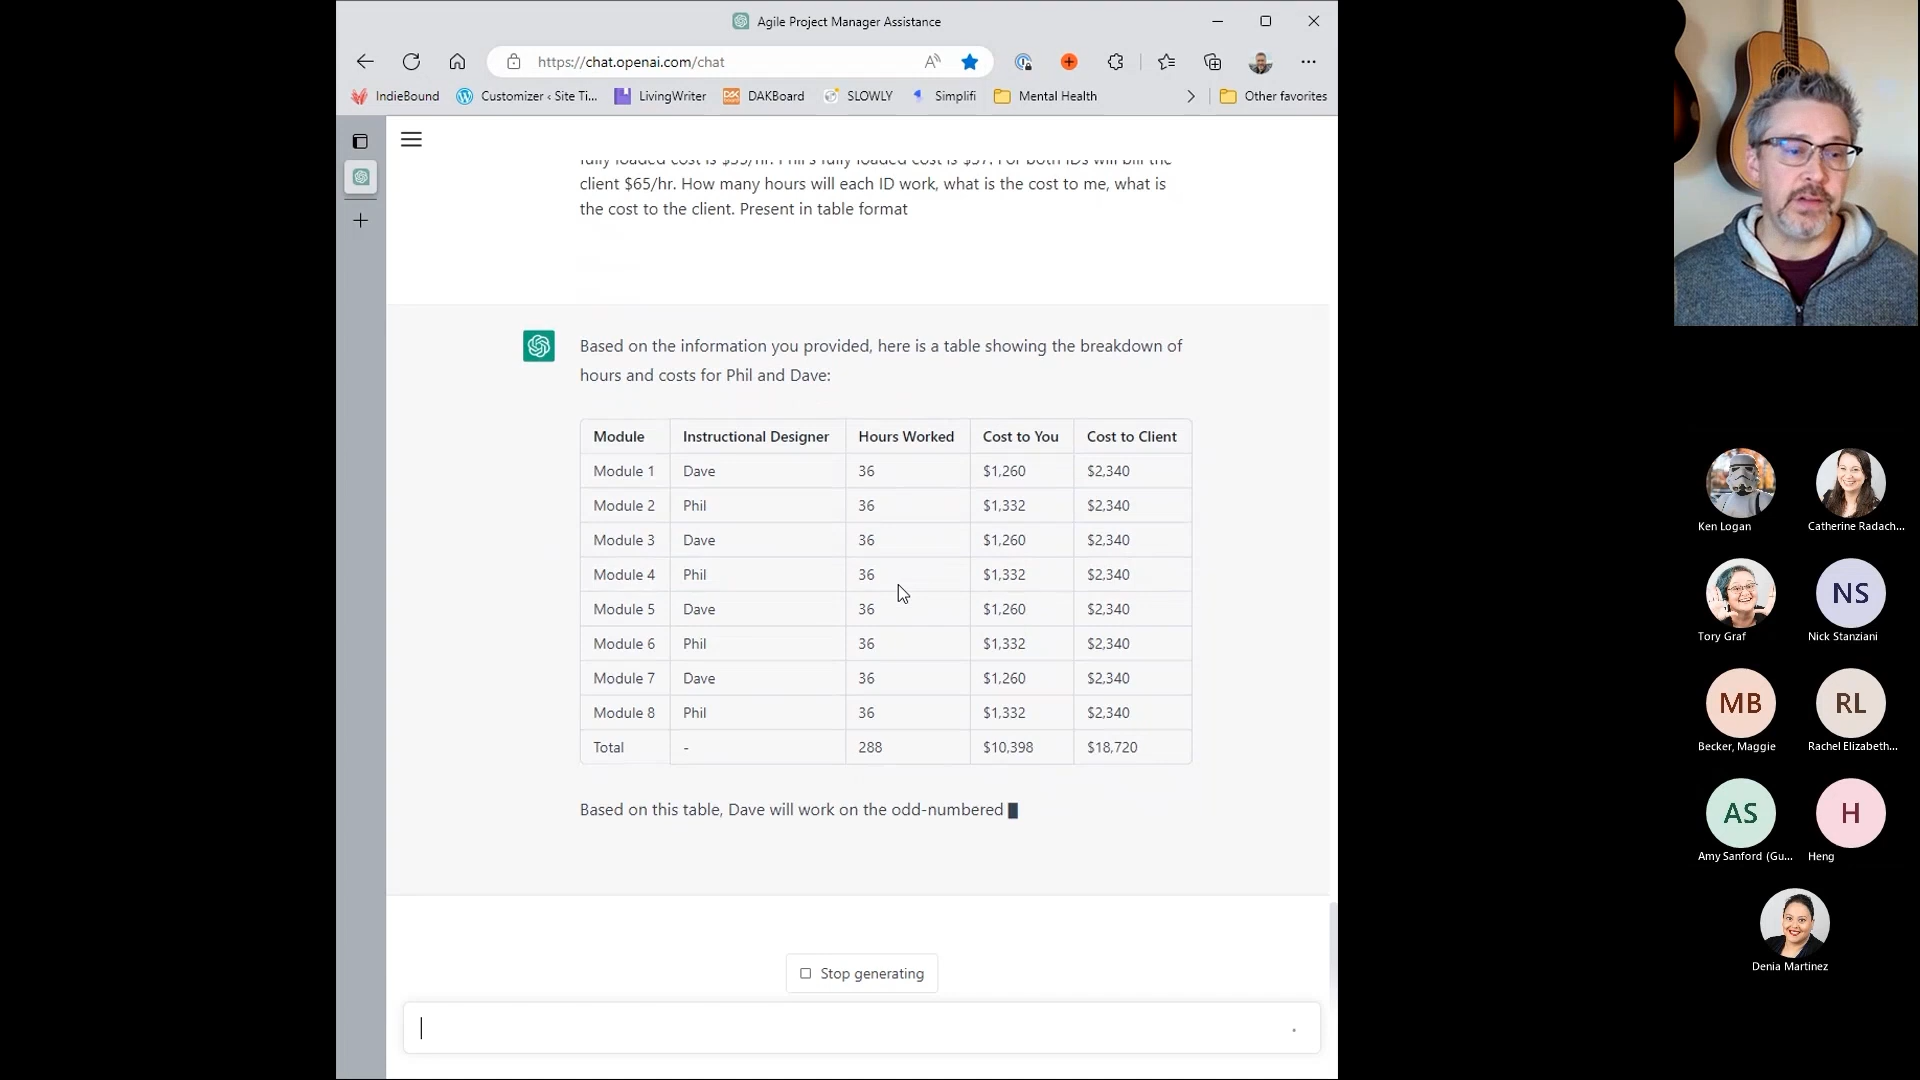 Agile Project Manager Assistance
https://chat.openai.com/chat
IndieBound
Customizer ‹ Site Ti...
LivingWriter
DAKBoard
SLOWLY
Simplifi
Mental Health
Other favorites
client $65/hr. How many hours will each ID work, what is the cost to me, what is
the cost to the client. Present in table format
Based on the information you provided, here is a table showing the breakdown of
hours and costs for Phil and Dave:
Module Instructional Designer Hours Worked Cost to You Cost to Client
Module 1 Dave 36 $1,260 $2,340
Module 2 Phil 36 $1,332 $2,340
Module 3 Dave 36 $1,260 $2,340
Module 4 Phil 36 $1,332 $2,340
Module 5 Dave 36 $1,260 $2,340
Module 6 Phil 36 $1,332 $2,340
Module 7 Dave 36 $1,260 $2,340
Module 8 Phil 36 $1,332 $2,340
Total - 288 $10,398 $18,720
Based on this table, Dave will work on the odd-numbered
Stop generating
Ken Logan
Catherine Radach...
Tory Graf
NS
Nick Stanziani
MB
Becker, Maggie
RL
Rachel Elizabeth...
AS
Amy Sanford (Gu...
H
Heng
Denia Martinez